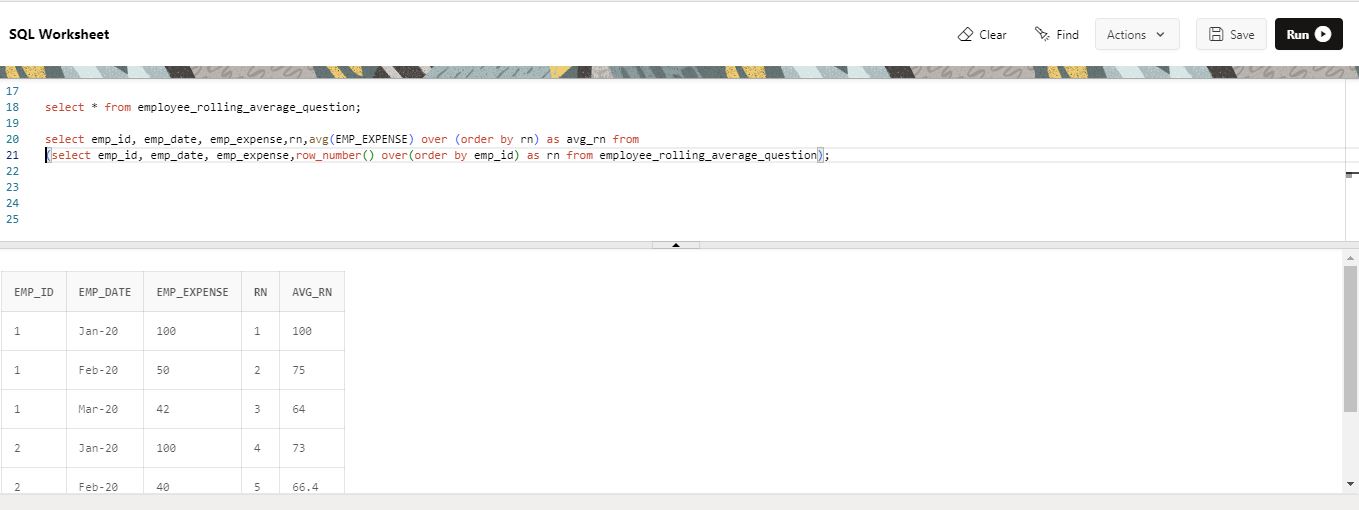 SQL Worksheet Clear Find Actions Save Run
17
18 select * from employee_rolling_average_question;
19
20 select emp_id, emp_date, emp_expense,rn,avg(EMP_EXPENSE) over (order by rn) as avg_rn from
21 (select emp_id, emp_date, emp_expense,row_number() over(order by emp_id) as rn from employee_rolling_average_question);
22
23
24
25
EMP_ID EMP_DATE EMP_EXPENSE RN AVG_RN
1 Jan-20 100 1 100
1 Feb-20 50 2 75
1 Mar-20 42 3 64
2 Jan-20 100 4 73
2 Feb-20 40 5 66.4